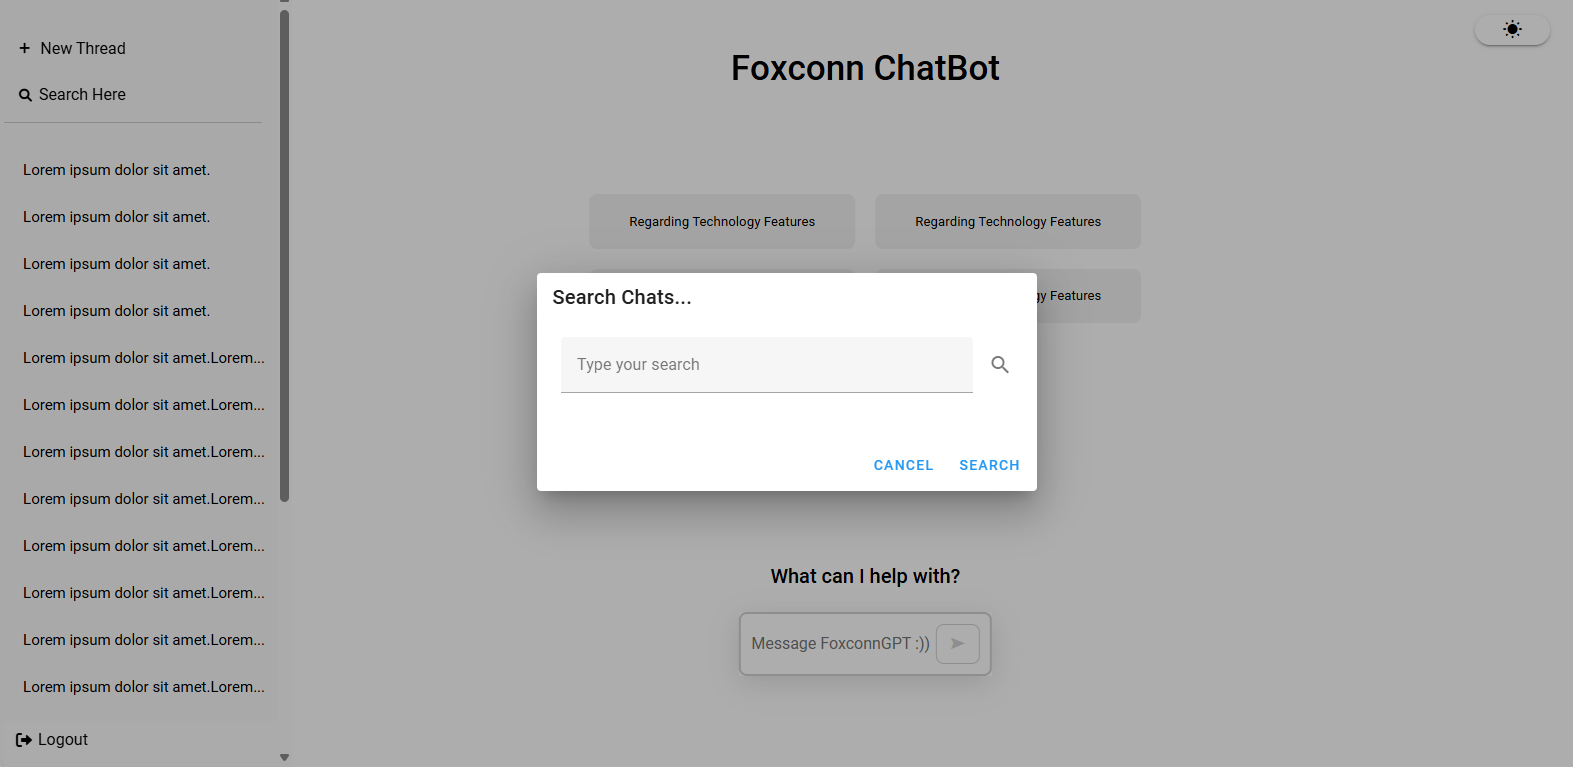 New Thread
Search Here
Lorem ipsum dolor sit amet.
Lorem ipsum dolor sit amet.
Lorem ipsum dolor sit amet.
Lorem ipsum dolor sit amet.
Lorem ipsum dolor sit amet.Lorem...
Lorem ipsum dolor sit amet.Lorem...
Lorem ipsum dolor sit amet.Lorem...
Lorem ipsum dolor sit amet.Lorem...
Lorem ipsum dolor sit amet.Lorem...
Lorem ipsum dolor sit amet.Lorem...
Lorem ipsum dolor sit amet.Lorem...
Lorem ipsum dolor sit amet.Lorem...
Logout
Foxconn ChatBot
Regarding Technology Features
Regarding Technology Features
gy Features
Search Chats...
Type your search
CANCEL SEARCH
What can I help with?
Message FoxconnGPT :))